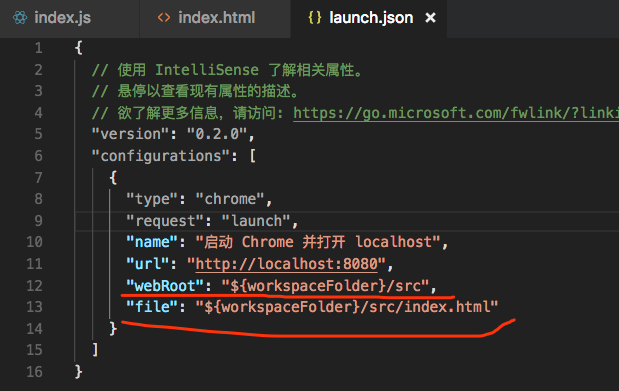 index.js
index.html
{ } launch.json ×
1 {
2 // 使用 IntelliSense 了解相关属性。
3 // 悬停以查看现有属性的描述。
4 // 欲了解更多信息，请访问: https://go.microsoft.com/fwlink/?linki
5 "version": "0.2.0",
6 "configurations": [
7 {
8 "type": "chrome",
9 "request": "launch",
10 "name": "启动 Chrome 并打开 localhost",
11 "url": "http://localhost:8080",
12 "webRoot": "${workspaceFolder}/src",
13 "file": "${workspaceFolder}/src/index.html"
14 }
15 ]
16 }